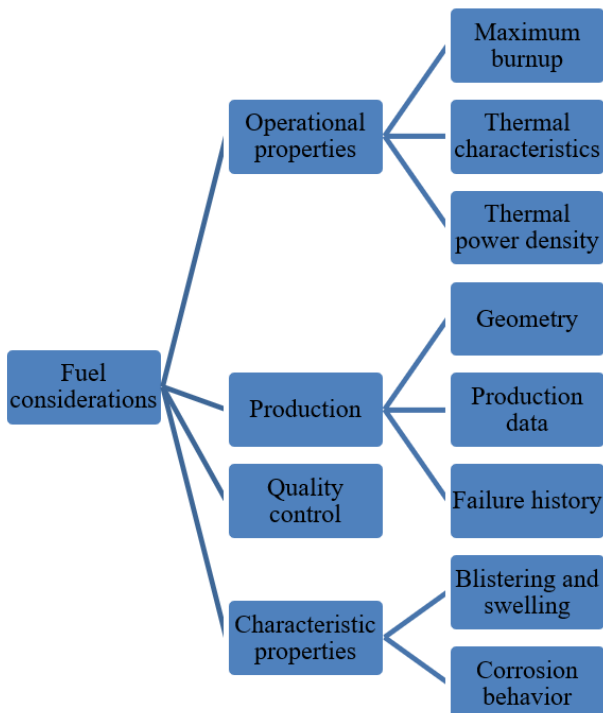 Fuel
considerations
Operational
properties
Maximum
burnup
Thermal
characteristics
Thermal
power density
Production
Geometry
Production
data
Failure history
Quality
control
Characteristic
properties
Blistering and
swelling
Corrosion
behavior